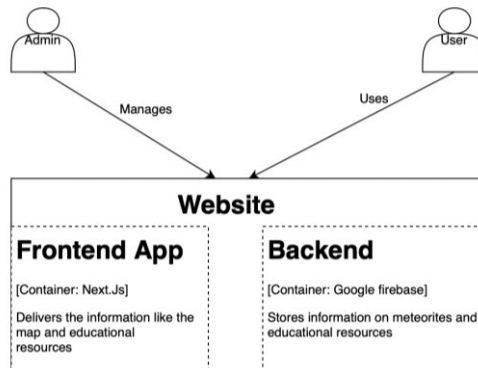 Admin
User
Manages
Uses
Website
Frontend App
[Container: Next.Js]
Delivers the information like the
map and educational
resources
Backend
[Container: Google firebase]
Stores information on meteorites and
educational resources